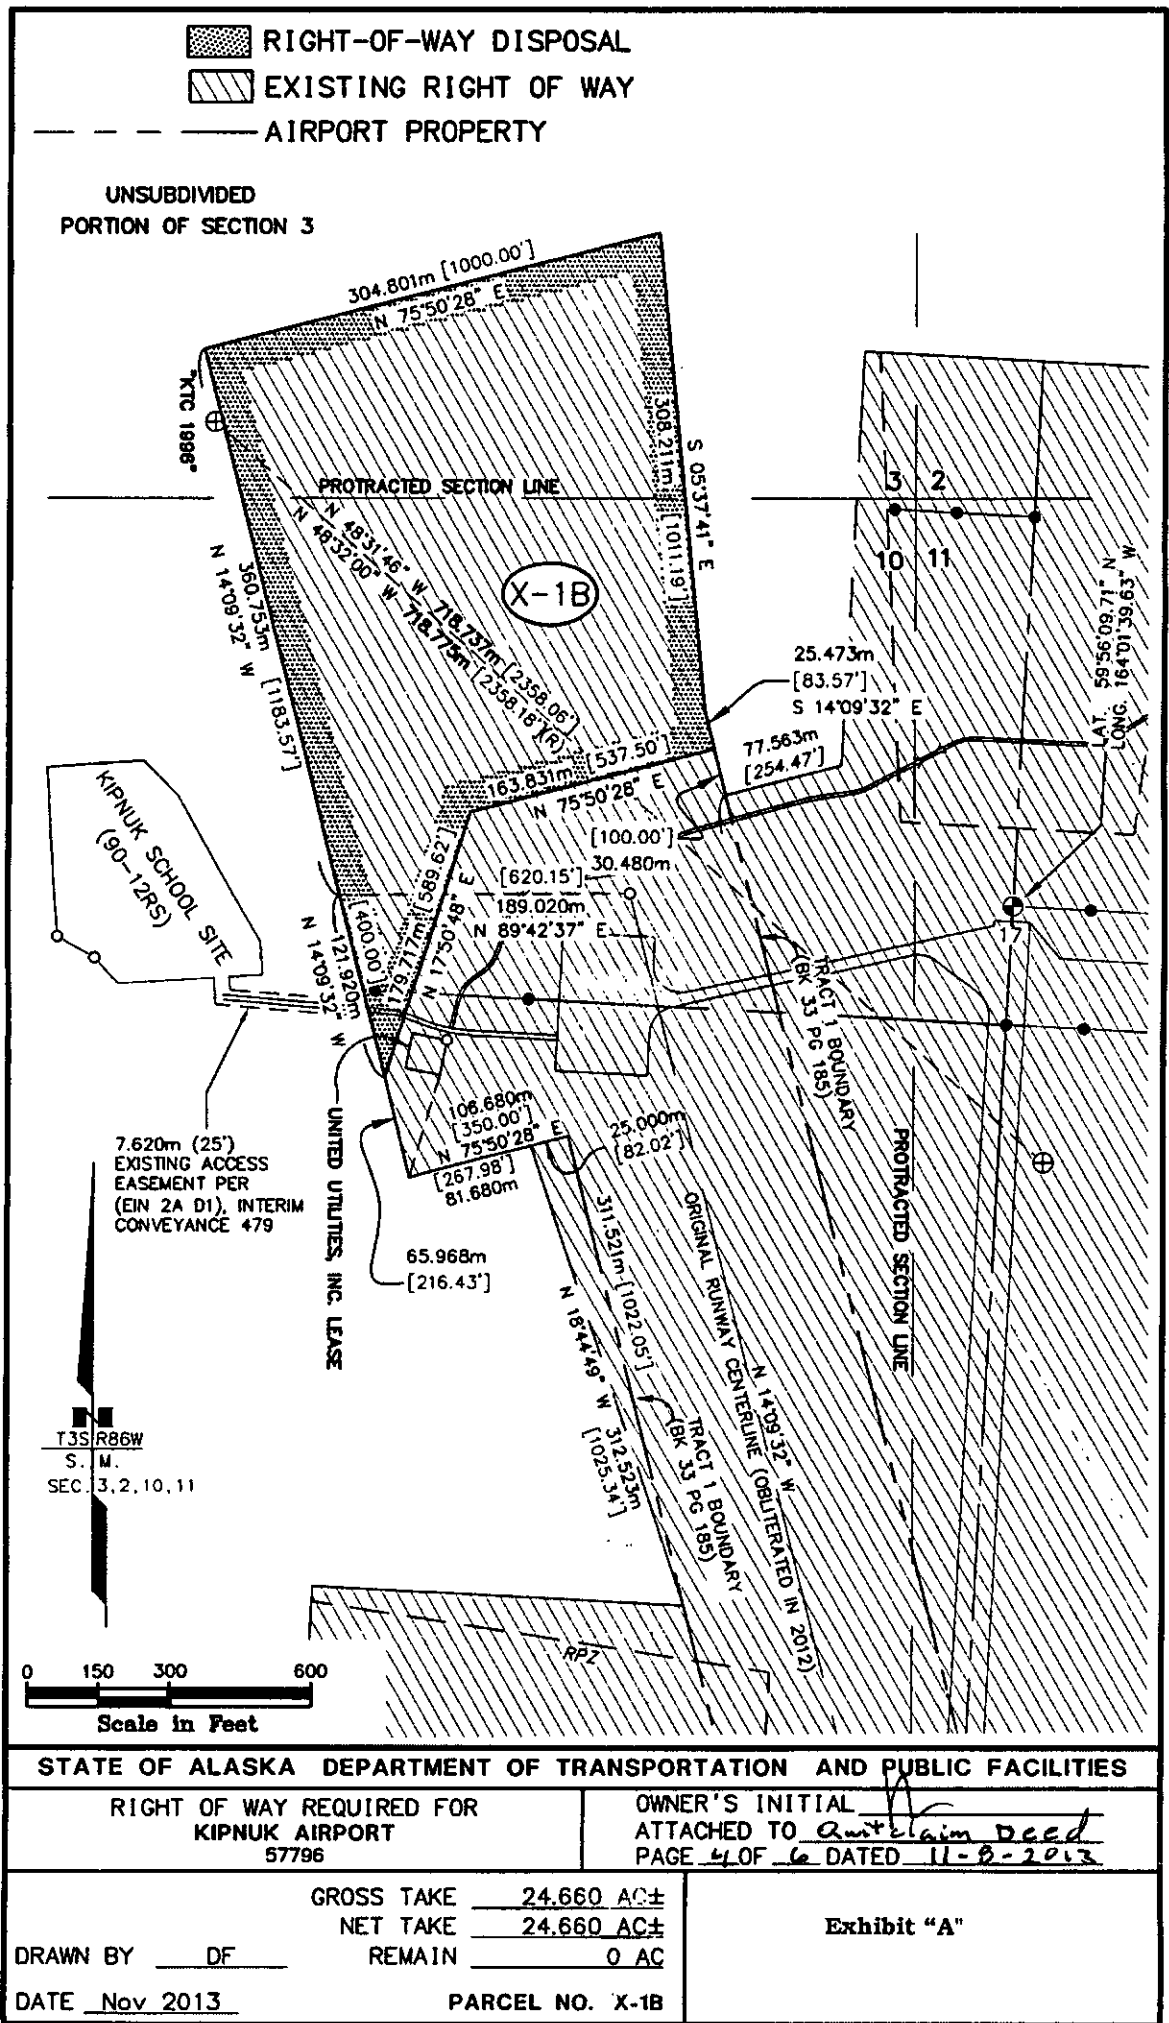 RIGHT-OF-WAY DISPOSAL
EXISTING RIGHT OF WAY
AIRPORT PROPERTY
UNSUBDIVIDED
PORTION OF SECTION 3
304.801m [1000.00']
N 75°50'28" E
"KTC 1996"
PROTRACTED SECTION LINE
N 48°31'46" W 718.737m [2358.06']
N 48°32'00" W 718.775m [2358.18'](R)
308.211m [1011.19']
S 05°37'41" E
X-1B
3 2
10 11
360.753m [1183.57']
N 14°09'32" W
LAT. 59°56'09.71" N
LONG. 164°01'39.63" W
25.473m
[83.57']
S 14°09'32" E
77.563m
[254.47']
163.831m [537.50']
N 75°50'28" E
[100.00']
30.480m
KIPNUK SCHOOL SITE
(90-12RS)
[400.00']
121.920m
N 14°09'32" W
179.717m [589.62']
N 17°50'48" E
[620.15']
189.020m
N 89°42'37" E
17
TRACT 1 BOUNDARY
(BK 33 PG 185)
7.620m (25')
EXISTING ACCESS
EASEMENT PER
(EIN 2A D1), INTERIM
CONVEYANCE 479
UNITED UTILITIES, INC. LEASE
106.680m
[350.00']
N 75°50'28" E
[267.98']
81.680m
25.000m
[82.02']
65.968m
[216.43']
311.521m [1022.05']
N 18°44'49" W 312.523m
[1025.34']
TRACT 1 BOUNDARY
(BK 33 PG 185)
N 14°09'32" W
ORIGINAL RUNWAY CENTERLINE (OBLITERATED IN 2012)
PROTRACTED SECTION LINE
N
T3S R86W
S. M.
SEC. 3,2,10,11
RPZ
0 150 300 600
Scale in Feet
STATE OF ALASKA DEPARTMENT OF TRANSPORTATION AND PUBLIC FACILITIES
RIGHT OF WAY REQUIRED FOR
KIPNUK AIRPORT
57796
OWNER'S INITIAL
ATTACHED TO Quitclaim Deed
PAGE 4 OF 6 DATED 11-8-2013
GROSS TAKE 24.660 AC±
NET TAKE 24.660 AC±
DRAWN BY DF REMAIN 0 AC
DATE Nov 2013 PARCEL NO. X-1B
Exhibit "A"